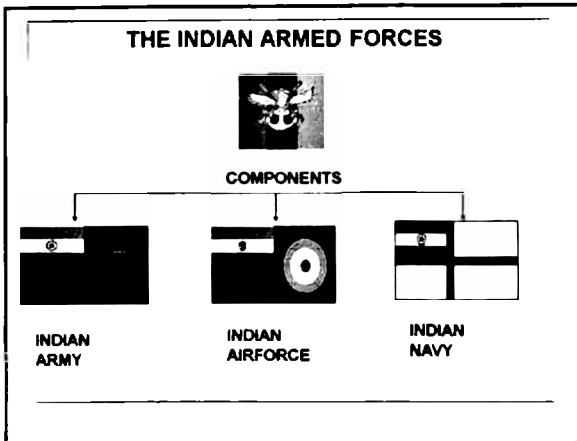 THE INDIAN ARMED FORCES
COMPONENTS
INDIAN
ARMY
INDIAN
AIRFORCE
INDIAN
NAVY